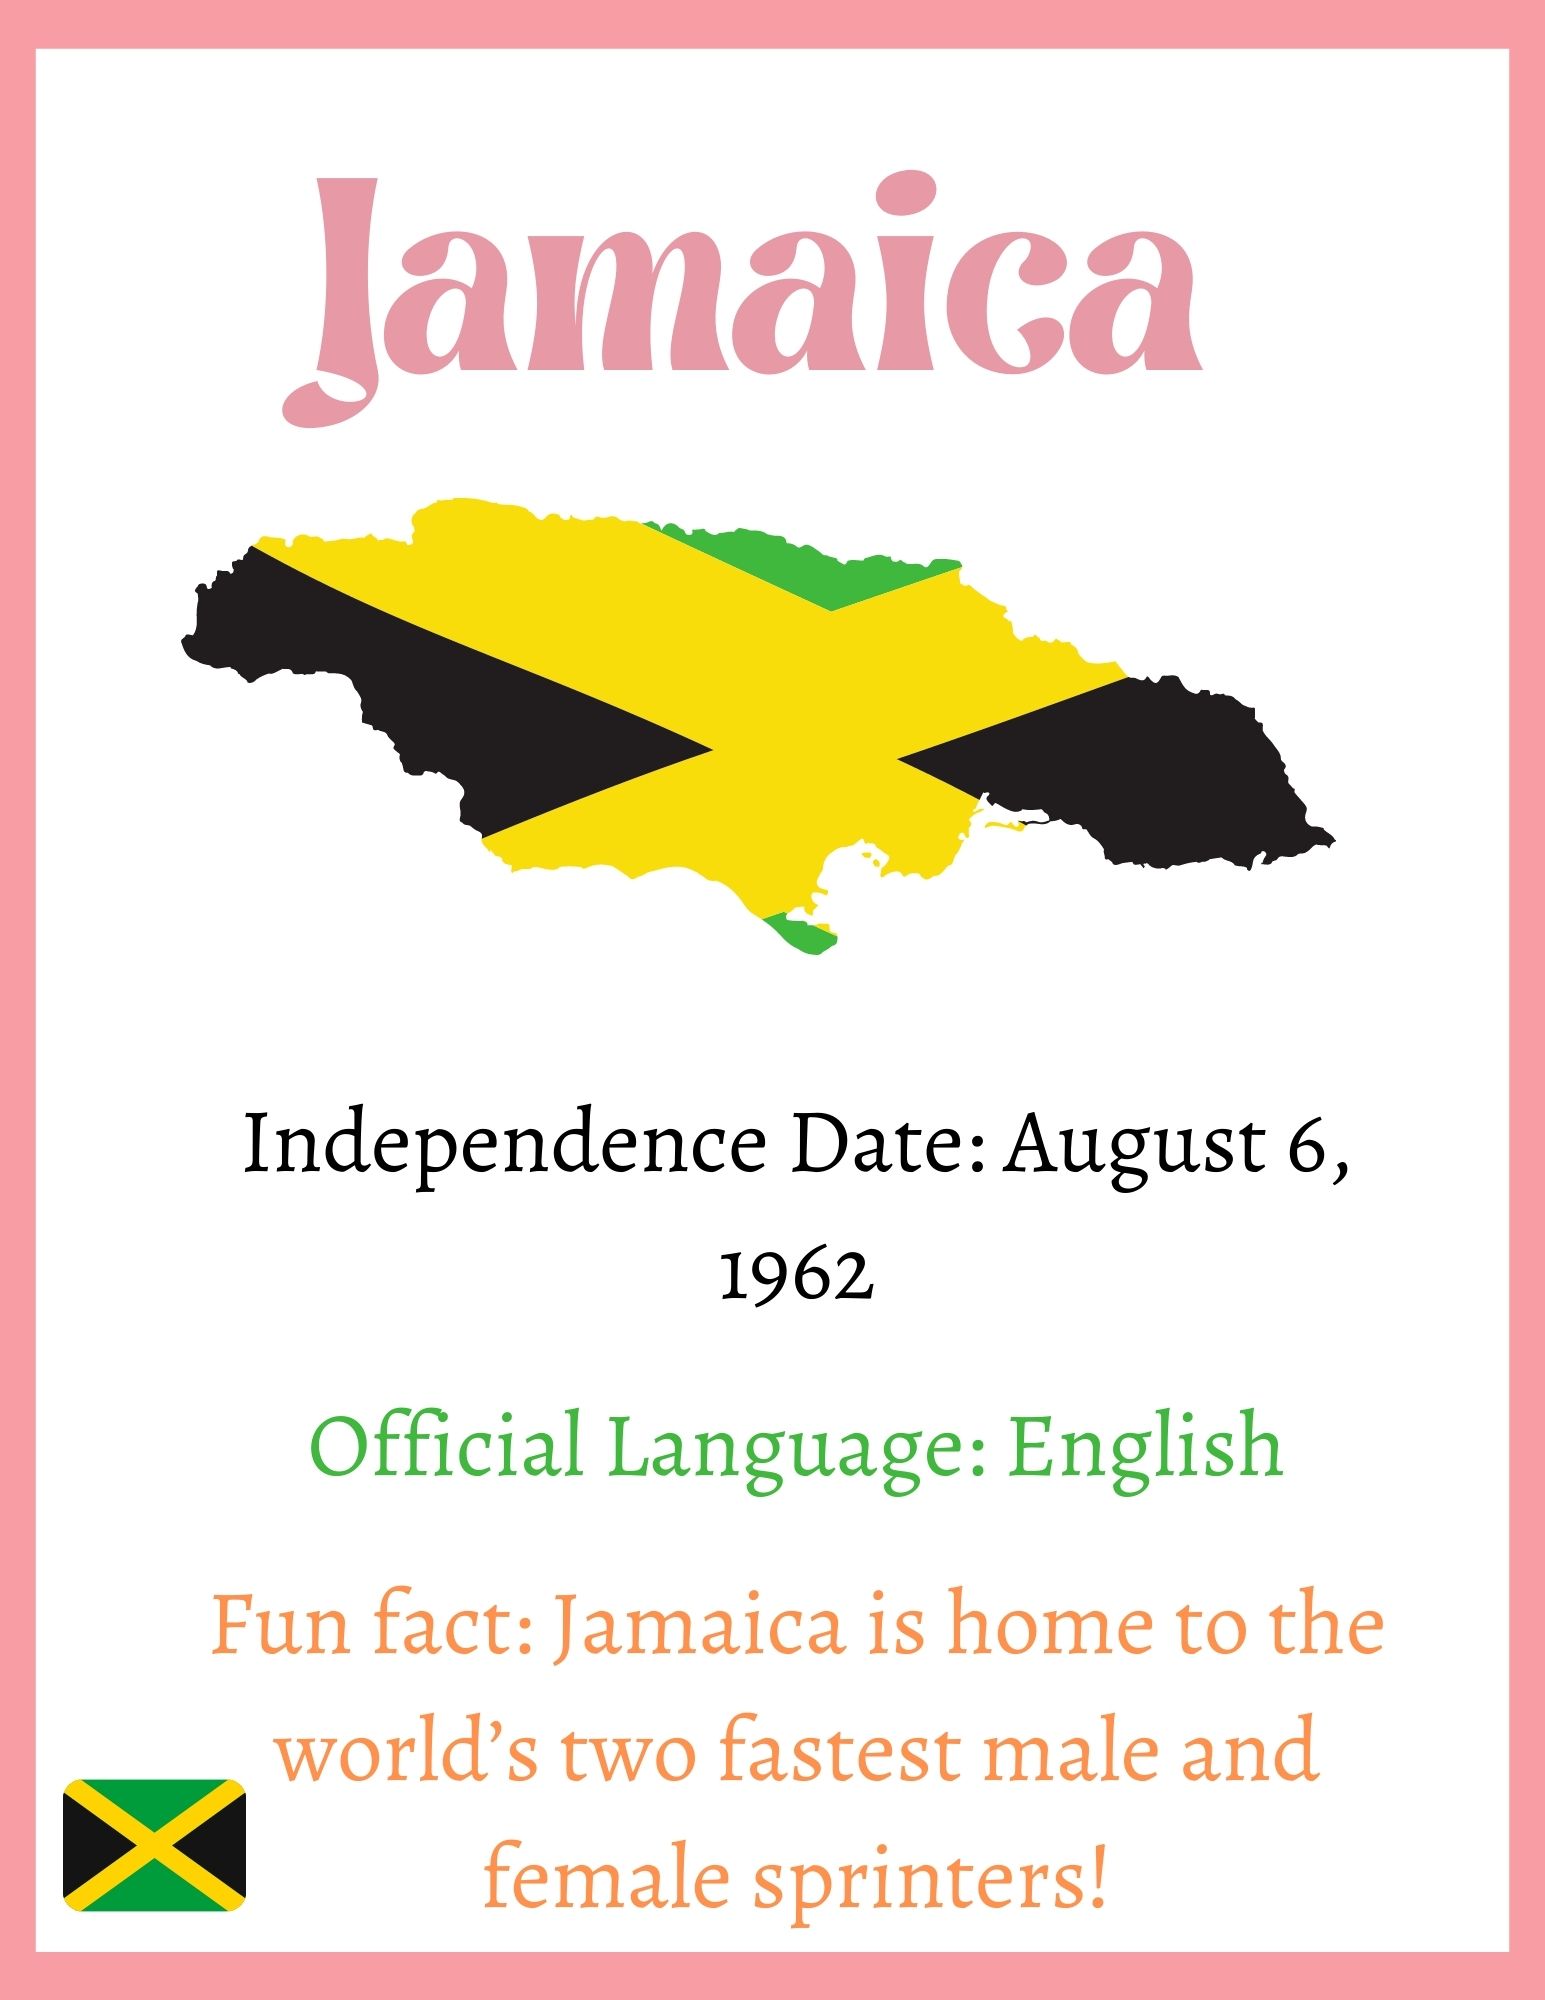 Jamaica
Independence Date: August 6,
1962
Official Language: English
Fun fact: Jamaica is home to the
world’s two fastest male and
female sprinters!